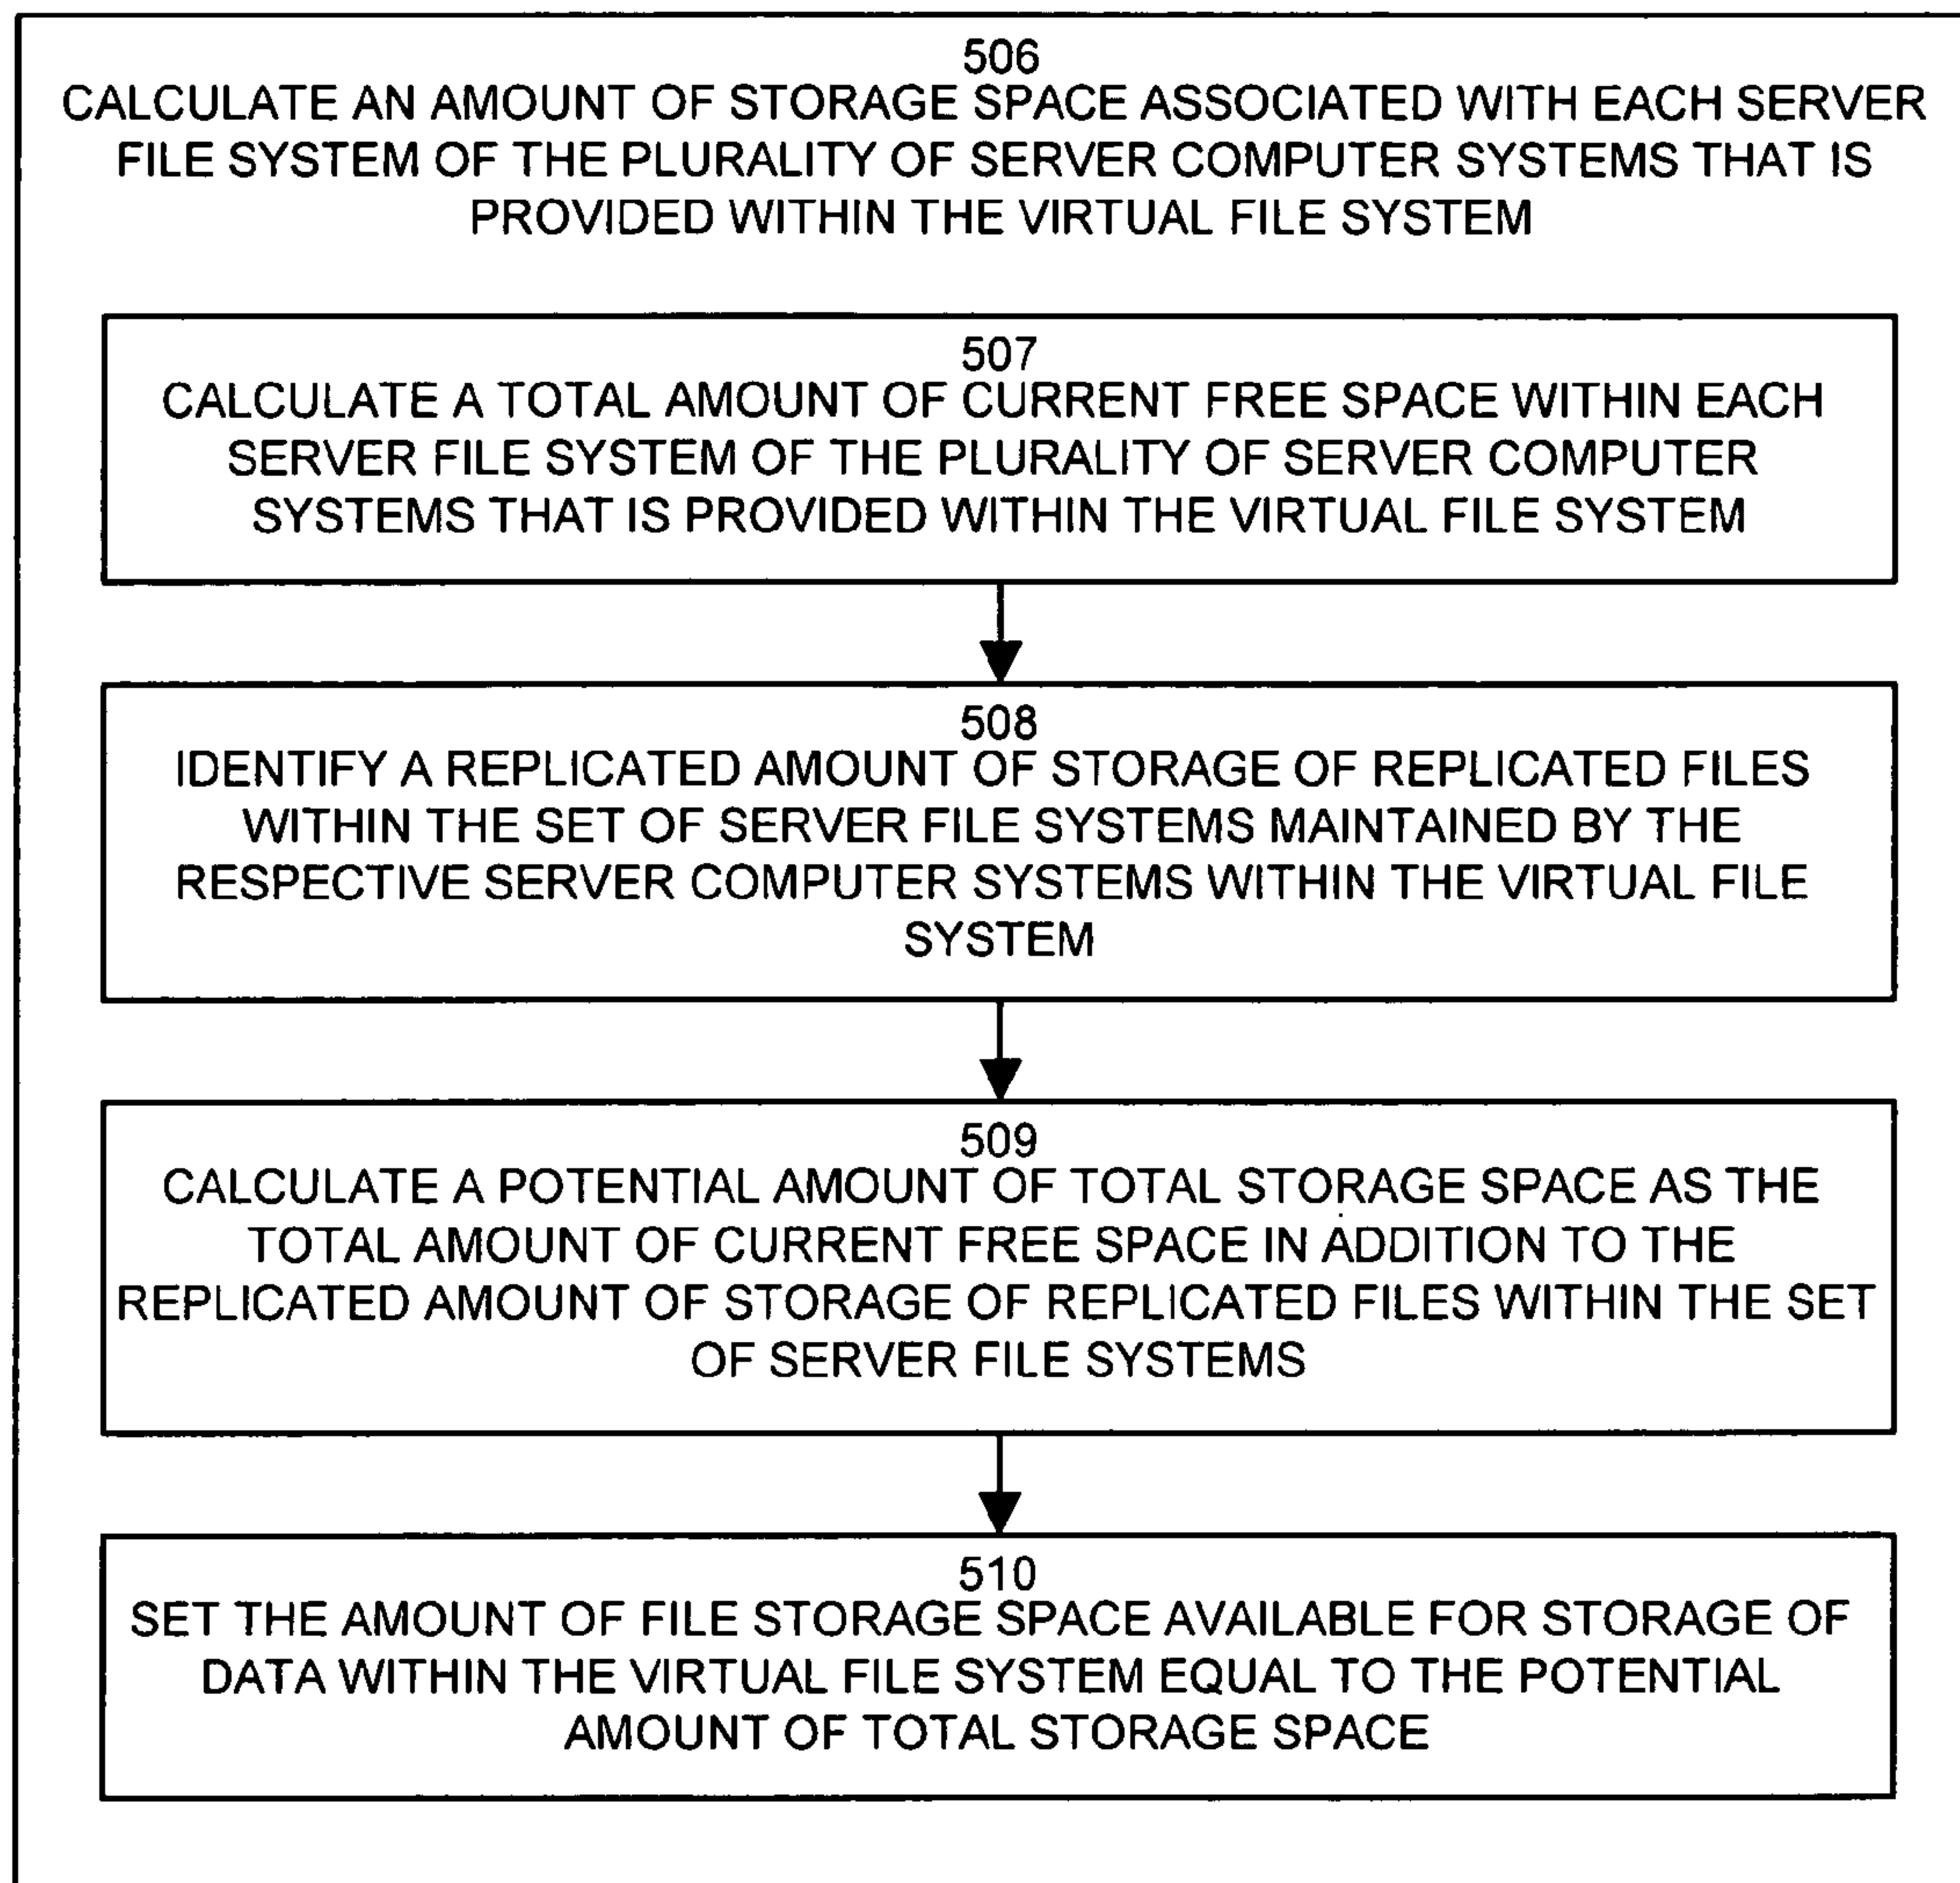 506
CALCULATE AN AMOUNT OF STORAGE SPACE ASSOCIATED WITH EACH SERVER
FILE SYSTEM OF THE PLURALITY OF SERVER COMPUTER SYSTEMS THAT IS
PROVIDED WITHIN THE VIRTUAL FILE SYSTEM
507
CALCULATE A TOTAL AMOUNT OF CURRENT FREE SPACE WITHIN EACH
SERVER FILE SYSTEM OF THE PLURALITY OF SERVER COMPUTER
SYSTEMS THAT IS PROVIDED WITHIN THE VIRTUAL FILE SYSTEM
508
IDENTIFY A REPLICATED AMOUNT OF STORAGE OF REPLICATED FILES
WITHIN THE SET OF SERVER FILE SYSTEMS MAINTAINED BY THE
RESPECTIVE SERVER COMPUTER SYSTEMS WITHIN THE VIRTUAL FILE
SYSTEM
509
CALCULATE A POTENTIAL AMOUNT OF TOTAL STORAGE SPACE AS THE
TOTAL AMOUNT OF CURRENT FREE SPACE IN ADDITION TO THE
REPLICATED AMOUNT OF STORAGE OF REPLICATED FILES WITHIN THE SET
OF SERVER FILE SYSTEMS
510
SET THE AMOUNT OF FILE STORAGE SPACE AVAILABLE FOR STORAGE OF
DATA WITHIN THE VIRTUAL FILE SYSTEM EQUAL TO THE POTENTIAL
AMOUNT OF TOTAL STORAGE SPACE